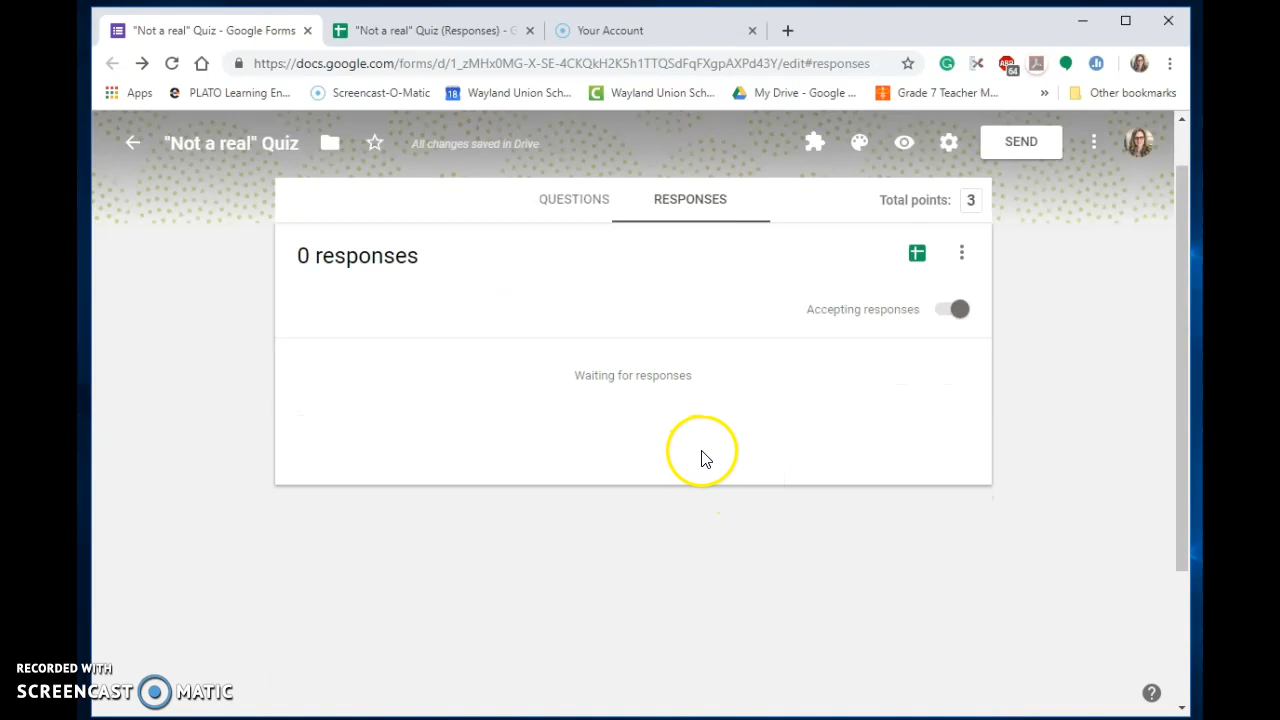 "Not a real" Quiz - Google Forms
"Not a real" Quiz (Responses) - G
Your Account
https://docs.google.com/forms/d/1_zMHx0MG-X-SE-4CKQkH2K5h1TTQSdFqFXgpAXPd43Y/edit#responses
64
Apps
PLATO Learning En...
Screencast-O-Matic
18
Wayland Union Sch...
Wayland Union Sch...
My Drive - Google ...
Grade 7 Teacher M...
»
Other bookmarks
"Not a real" Quiz
All changes saved in Drive
SEND
QUESTIONS
RESPONSES
Total points: 3
0 responses
Accepting responses
Waiting for responses
RECORDED WITH
SCREENCAST MATIC
?